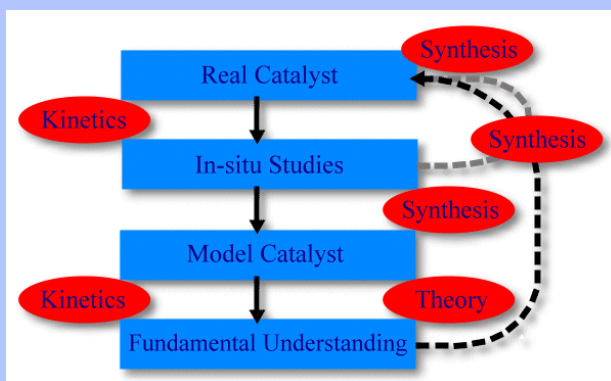 Synthesis
Real Catalyst
Kinetics
Synthesis
In-situ Studies
Synthesis
Model Catalyst
Kinetics
Theory
Fundamental Understanding